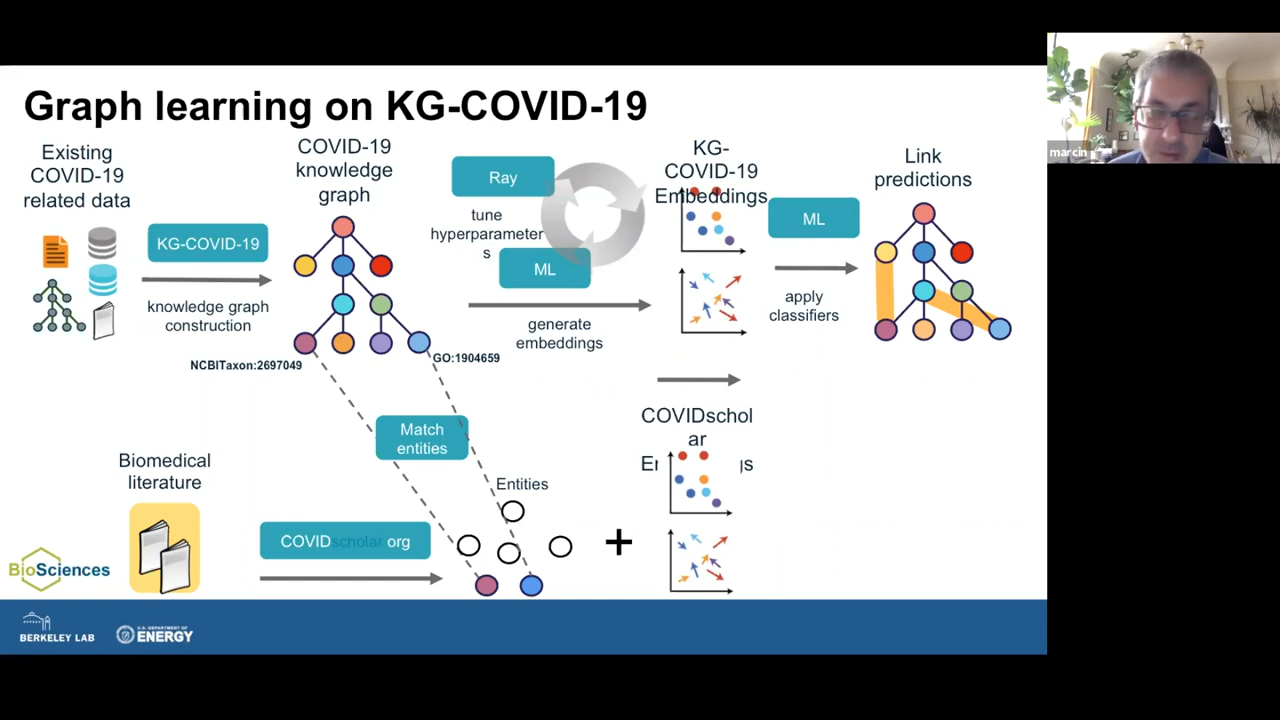 Graph learning on KG-COVID-19
Existing
COVID-19
related data
KG-COVID-19
knowledge graph
construction
COVID-19
knowledge
graph
NCBITaxon:2697049
GO:1904659
Ray
tune
hyperparameter
s
ML
generate
embeddings
KG-
COVID-19
Embeddings
ML
apply
classifiers
Link
predictions
Match
entities
Biomedical
literature
COVIDscholar.org
Entities
+
COVIDschol
ar
BioSciences
BERKELEY LAB
U.S. DEPARTMENT OF
ENERGY
marcin